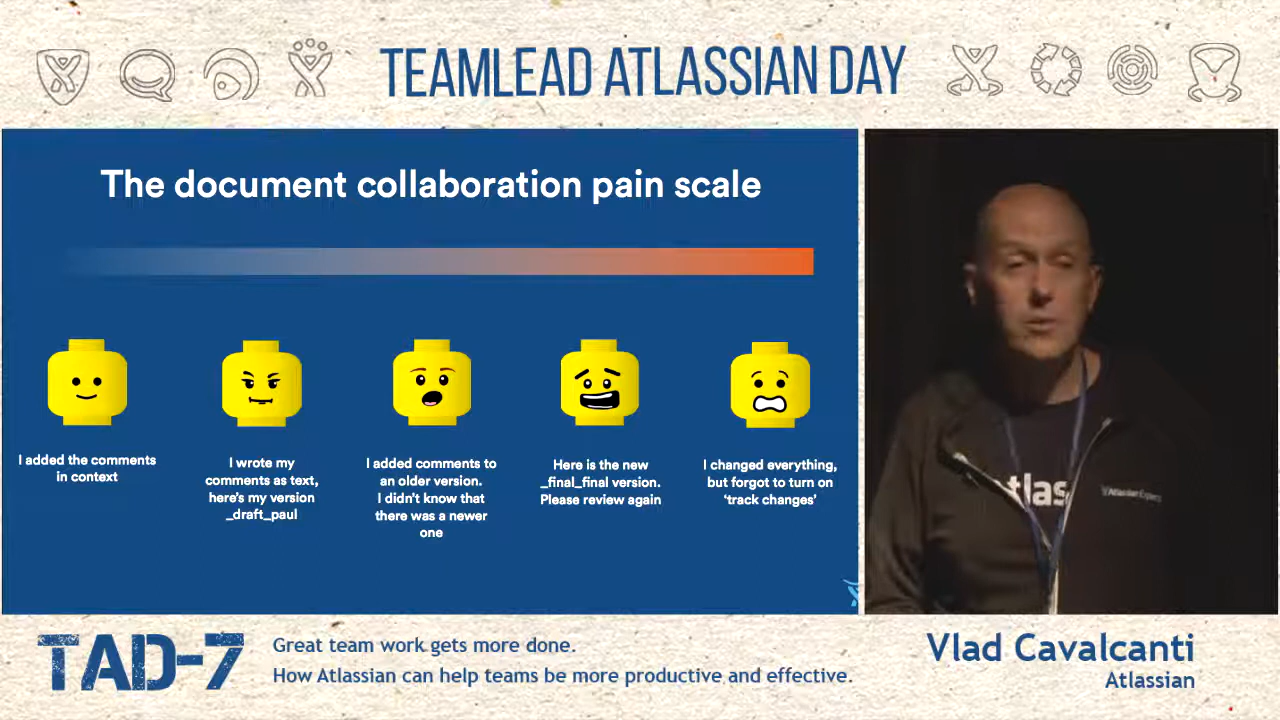 TEAMLEAD ATLASSIAN DAY
The document collaboration pain scale
I added the comments
in context
I wrote my
comments as text,
here's my version
_draft_paul
I added comments to
an older version.
I didn't know that
there was a newer
one
Here is the new
_final_final version.
Please review again
I changed everything,
but forgot to turn on
'track changes'
tlas
Atlassian
TAD-7
Great team work gets more done.
How Atlassian can help teams be more productive and effective.
Vlad Cavalcanti
Atlassian